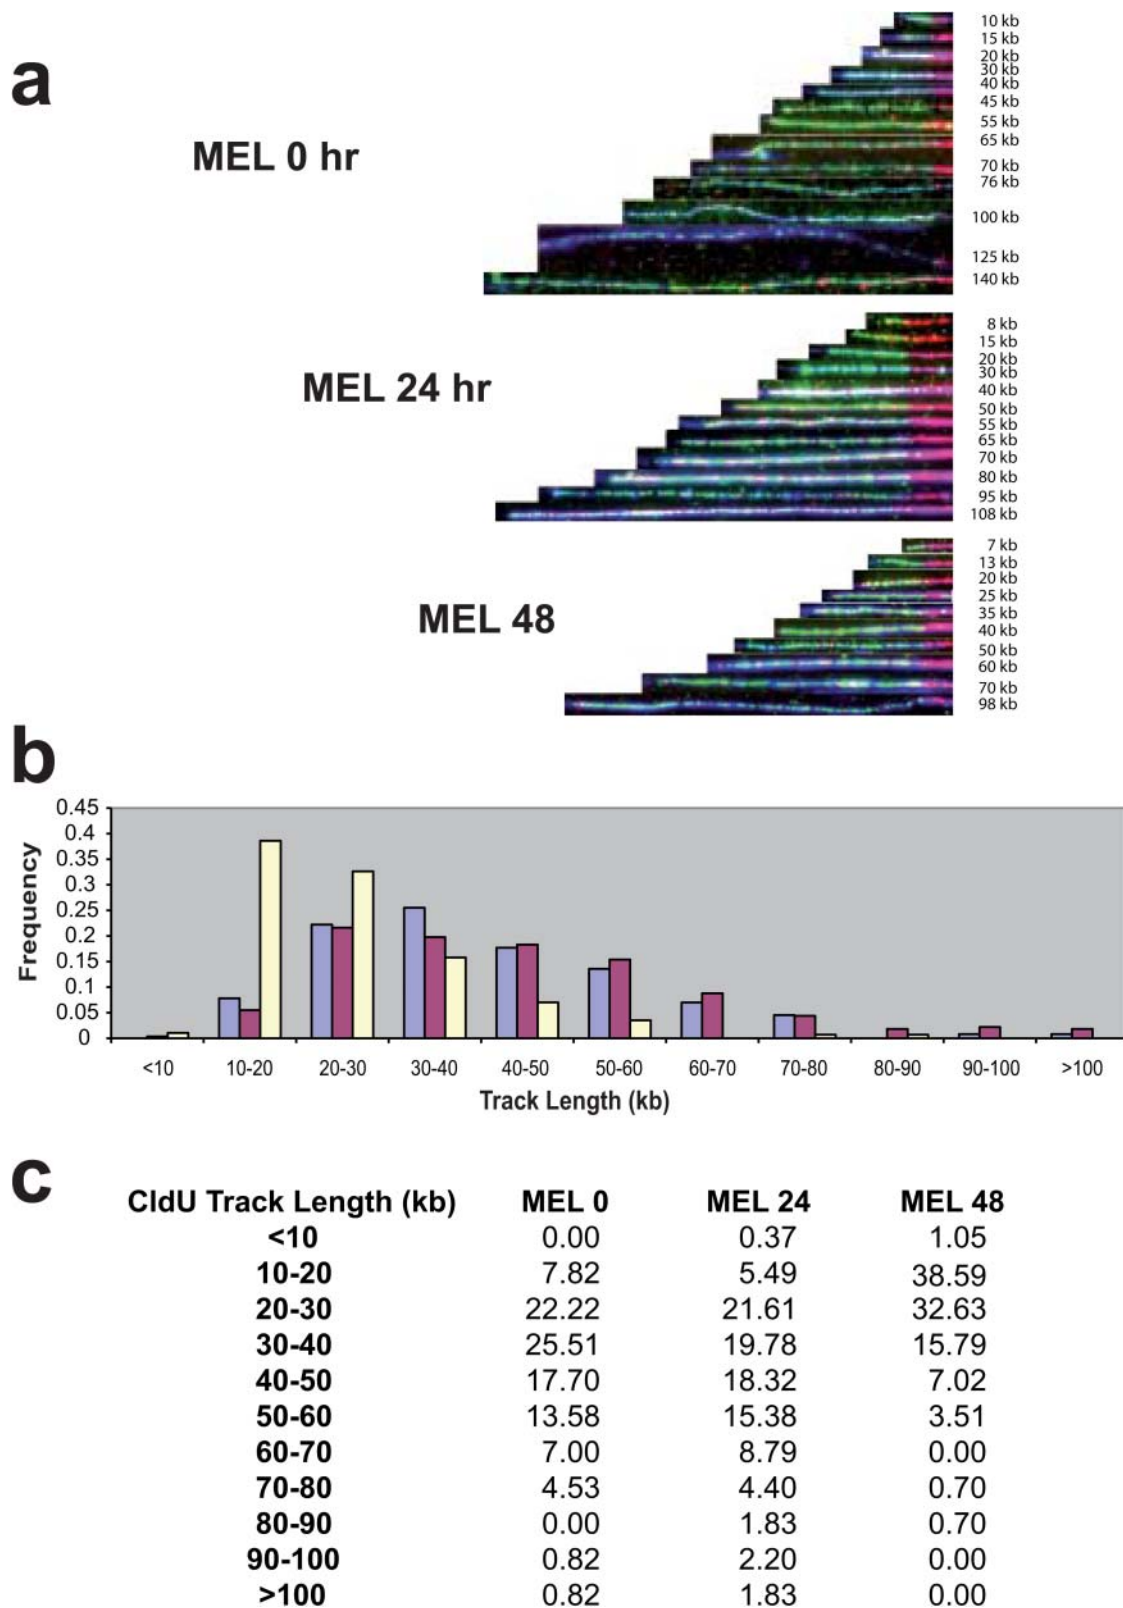 a
MEL 0 hr
10 kb
15 kb
20 kb
30 kb
40 kb
45 kb
55 kb
65 kb
70 kb
76 kb
100 kb
125 kb
140 kb
MEL 24 hr
8 kb
15 kb
20 kb
30 kb
40 kb
50 kb
55 kb
65 kb
70 kb
80 kb
95 kb
108 kb
MEL 48
7 kb
13 kb
20 kb
25 kb
35 kb
40 kb
50 kb
60 kb
70 kb
98 kb
b
Frequency
0.45
0.4
0.35
0.3
0.25
0.2
0.15
0.1
0.05
0
<10 10-20 20-30 30-40 40-50 50-60 60-70 70-80 80-90 90-100 >100
Track Length (kb)
c
CldU Track Length (kb) MEL 0 MEL 24 MEL 48
<10 0.00 0.37 1.05
10-20 7.82 5.49 38.59
20-30 22.22 21.61 32.63
30-40 25.51 19.78 15.79
40-50 17.70 18.32 7.02
50-60 13.58 15.38 3.51
60-70 7.00 8.79 0.00
70-80 4.53 4.40 0.70
80-90 0.00 1.83 0.70
90-100 0.82 2.20 0.00
>100 0.82 1.83 0.00